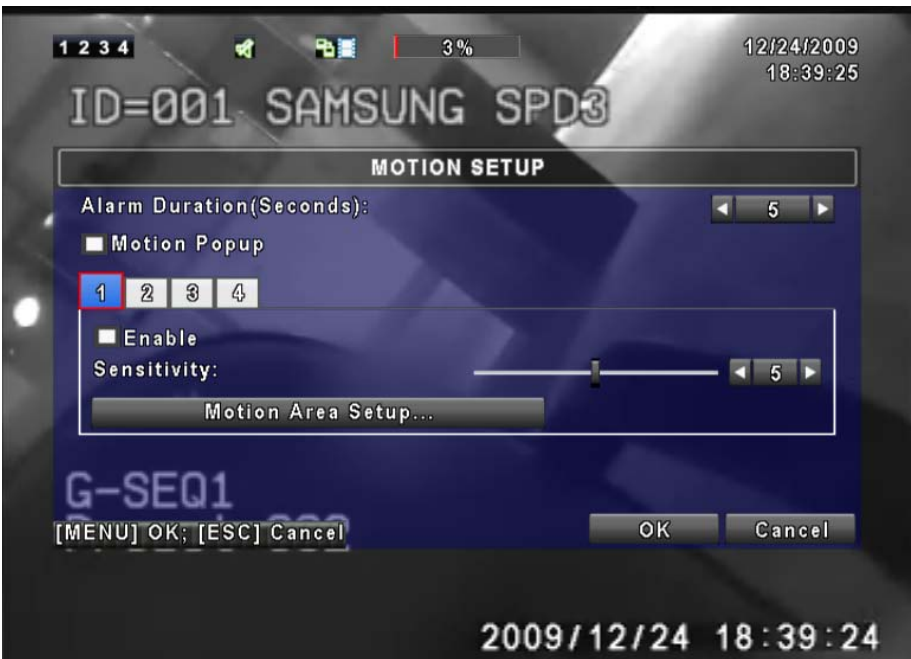 1 2 3 4 3% 12/24/2009
18:39:25
ID=001 SAMSUNG SPD3
MOTION SETUP
Alarm Duration(Seconds): 5
Motion Popup
1 2 3 4
Enable
Sensitivity: 5
Motion Area Setup...
G-SEQ1
[MENU] OK; [ESC] Cancel OK Cancel
2009/12/24 18:39:24